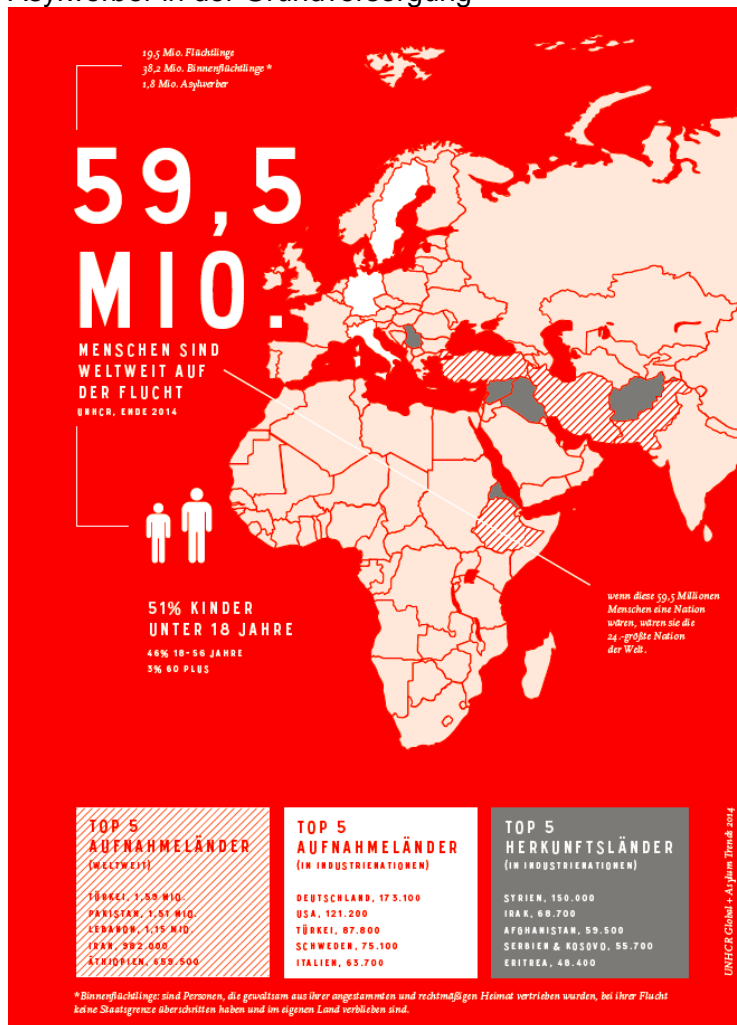 Asylwerber in der Grundversorgung
19,5 Mio. Flüchtlinge
38,2 Mio. Binnenflüchtlinge *
1,8 Mio. Asylwerber
59,5
MIO.
MENSCHEN SIND
WELTWEIT AUF
DER FLUCHT
UNHCR, ENDE 2014
51% KINDER
UNTER 18 JAHRE
46% 18-56 JAHRE
3% 60 PLUS
wenn diese 59,5 Millionen
Menschen eine Nation
wären, wären sie die
24.-größte Nation
der Welt.
TOP 5
AUFNAHMELÄNDER
(WELTWEIT)
TÜRKEI, 1,59 MIO.
PAKISTAN, 1,51 MIO.
LEBANON, 1,15 MIO.
IRAN, 982.000
ÄTHIOPIEN, 659.500
TOP 5
AUFNAHMELÄNDER
(IN INDUSTRIENATIONEN)
DEUTSCHLAND, 173.100
USA, 121.200
TÜRKEI, 87.800
SCHWEDEN, 75.100
ITALIEN, 63.700
TOP 5
HERKUNFTSLÄNDER
(IN INDUSTRIENATIONEN)
SYRIEN, 150.000
IRAK, 68.700
AFGHANISTAN, 59.500
SERBIEN & KOSOVO, 55.700
ERITREA, 48.400
UNHCR Global + Asylum Trends 2014
*Binnenflüchtlinge: sind Personen, die gewaltsam aus ihrer angestammten und rechtmäßigen Heimat vertrieben wurden, bei ihrer Flucht
keine Staatsgrenze überschritten haben und im eigenen Land verblieben sind.